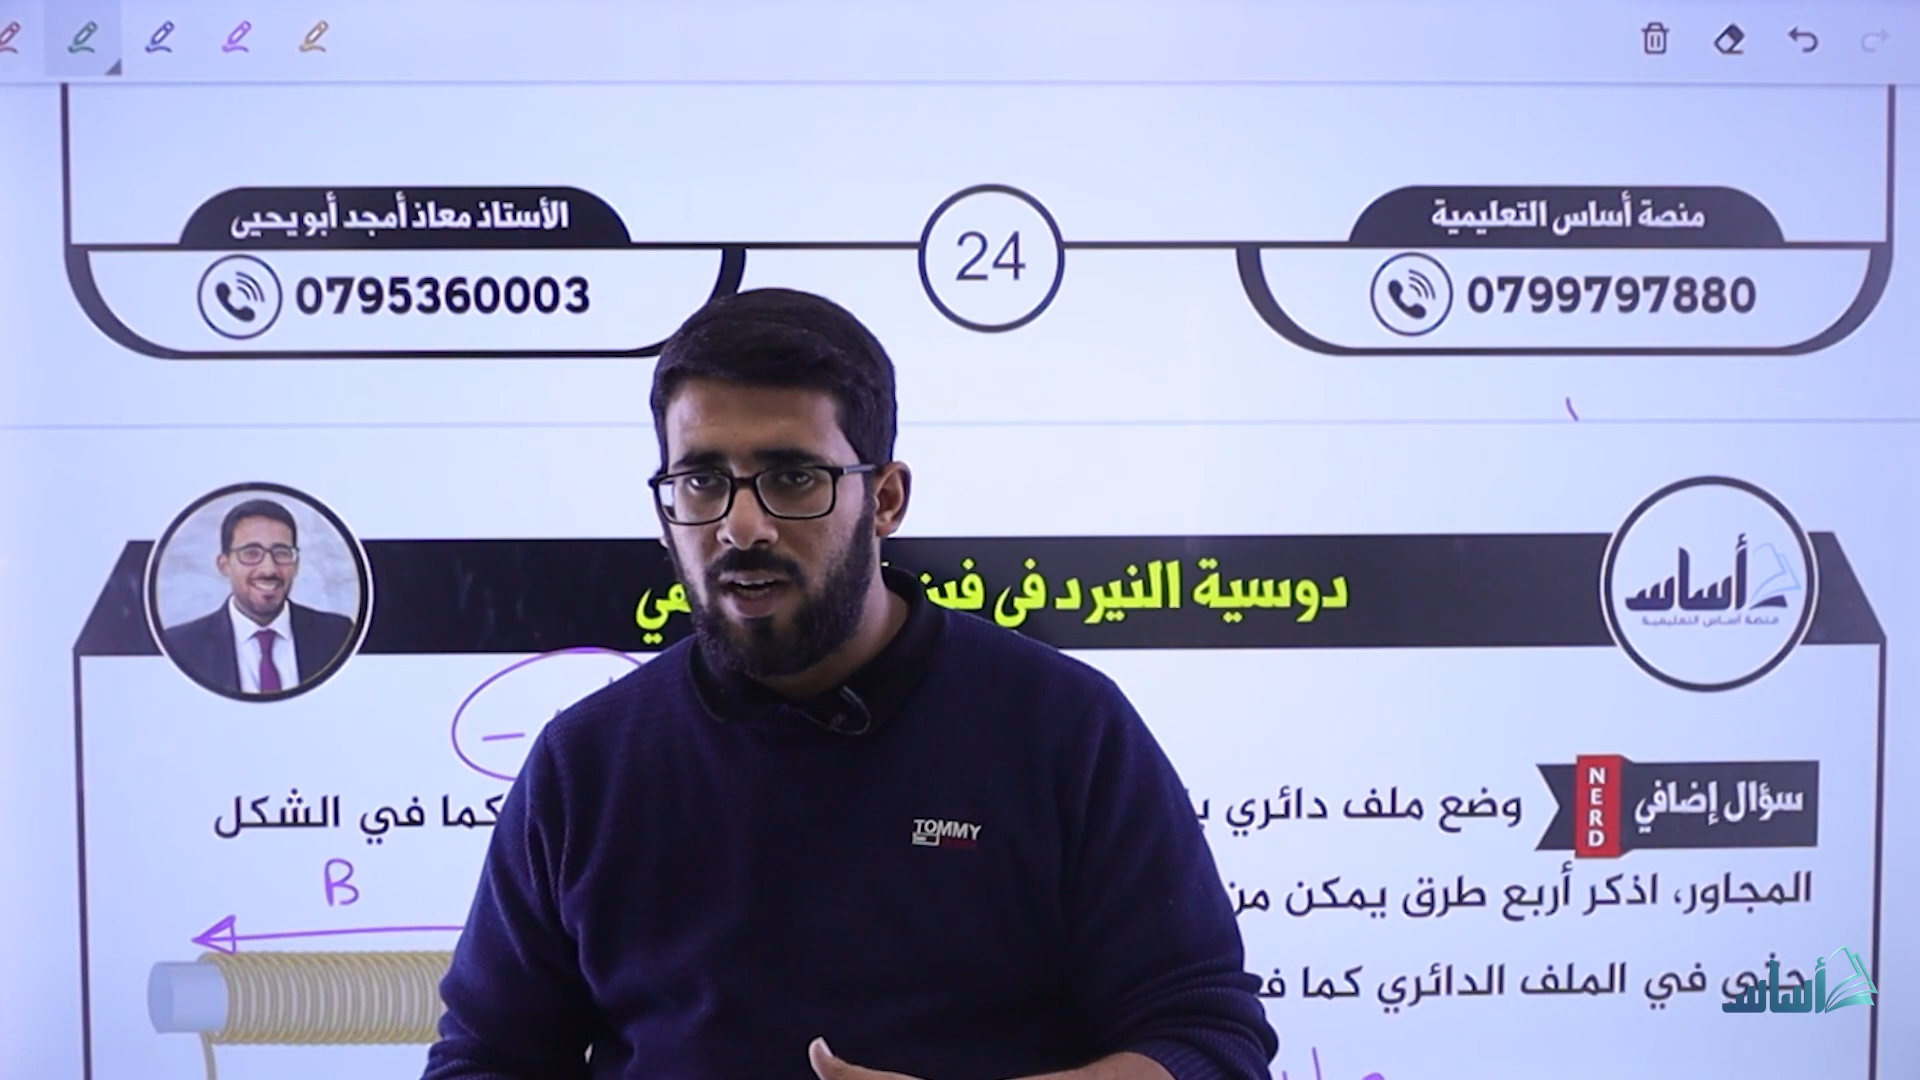 منصة أساس التعليمية
الأستاذ معاذ أمجد أبو يحيى
0799797880
24
0795360003
أساس
منصة أساس التعليمية
دوسية النيرد في
سؤال إضافي
NERD
وضع ملف دائري
كما في الشكل
المجاور، اذكر أربع طرق يمكن من
B
حثي في الملف الدائري كما
أساس
TOMMY